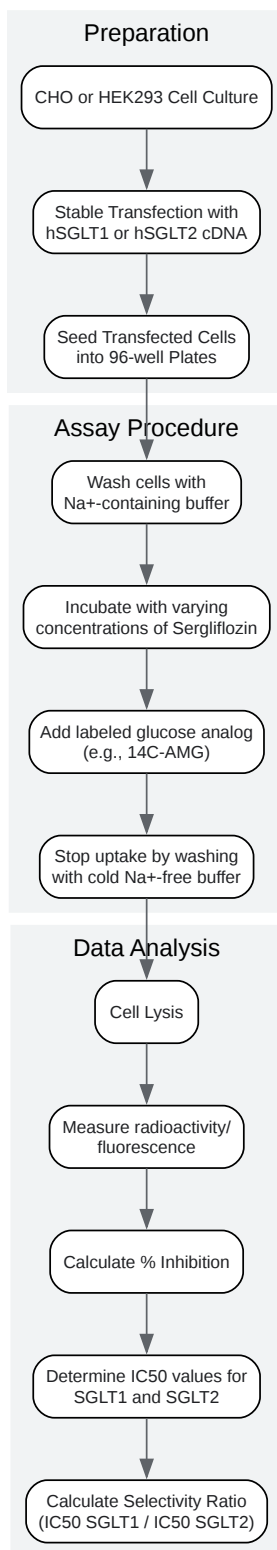 Preparation
CHO or HEK293 Cell Culture
Stable Transfection with
hSGLT1 or hSGLT2 cDNA
Seed Transfected Cells
into 96-well Plates
Assay Procedure
Wash cells with
Na+-containing buffer
Incubate with varying
concentrations of Sergliflozin
Add labeled glucose analog
(e.g., 14C-AMG)
Stop uptake by washing
with cold Na+-free buffer
Data Analysis
Cell Lysis
Measure radioactivity/
fluorescence
Calculate % Inhibition
Determine IC50 values for
SGLT1 and SGLT2
Calculate Selectivity Ratio
(IC50 SGLT1 / IC50 SGLT2)